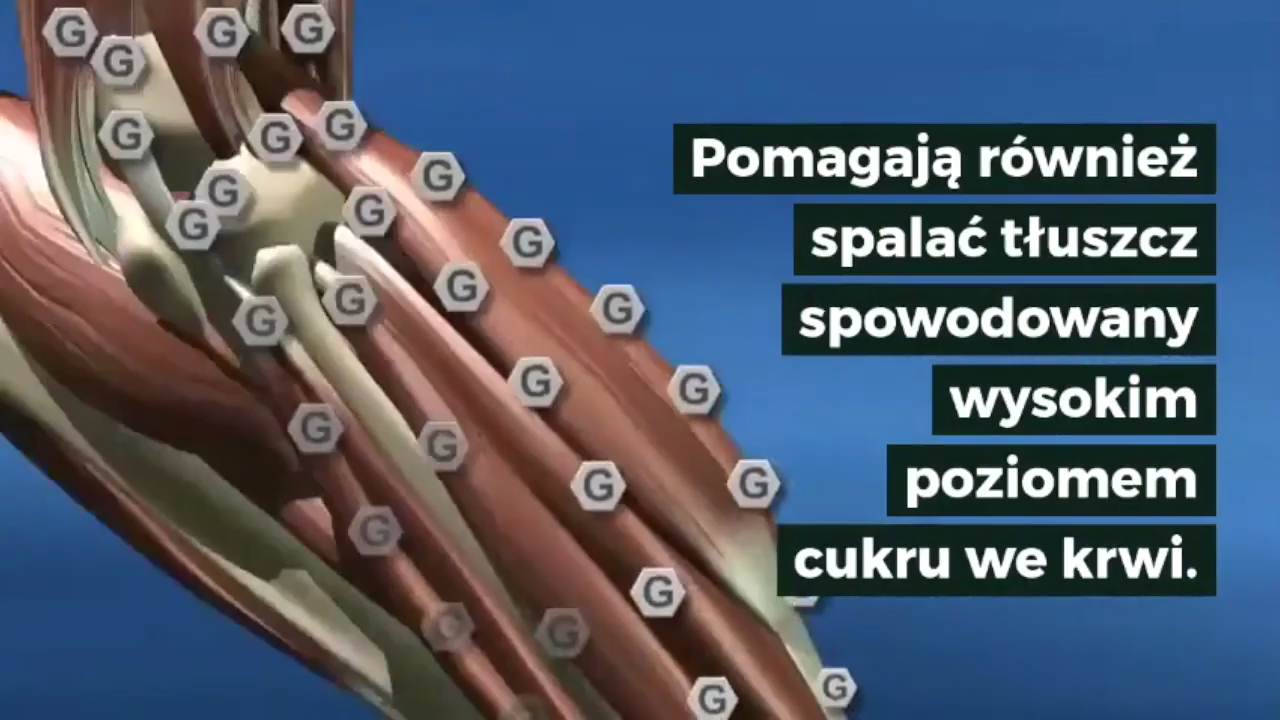 G G G G
G G G G
G G G G
G G G
G G G
G G G
G G G
G G G
G G G
G G
Pomagają również
spalać tłuszcz
spowodowany
wysokim
poziomem
cukru we krwi.